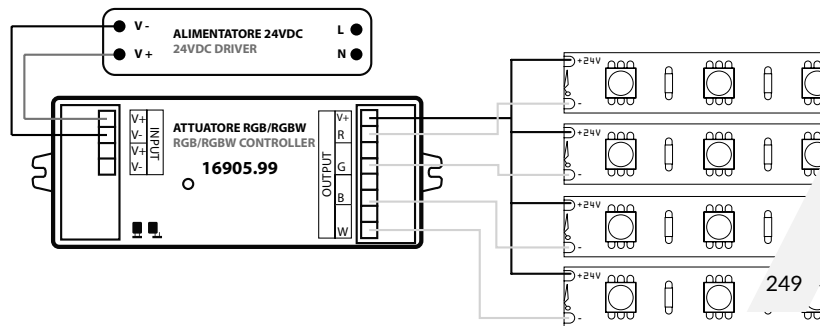 V -
V +
ALIMENTATORE 24VDC
24VDC DRIVER
L
N
V+
V-
V+
V-
INPUT
ATTUATORE RGB/RGBW
RGB/RGBW CONTROLLER
16905.99
OUTPUT
V+
R
G
B
W
+24V
-
+24V
-
+24V
-
+24V
-
249